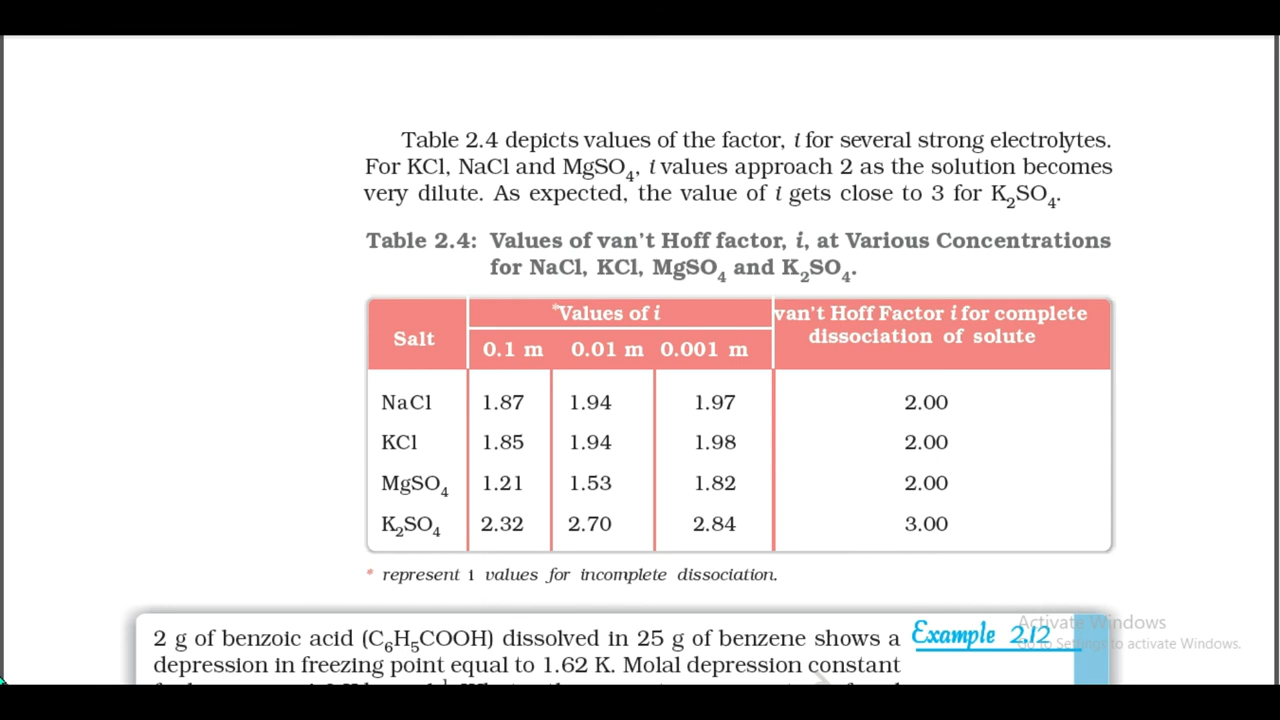 Table 2.4 depicts values of the factor, i for several strong electrolytes.
For KCl, NaCl and MgSO₄, i values approach 2 as the solution becomes
very dilute. As expected, the value of i gets close to 3 for K₂SO₄.
Table 2.4: Values of van't Hoff factor, i, at Various Concentrations
for NaCl, KCl, MgSO₄ and K₂SO₄.
Salt *Values of i van't Hoff Factor i for complete
dissociation of solute
0.1 m 0.01 m 0.001 m
NaCl 1.87 1.94 1.97 2.00
KCl 1.85 1.94 1.98 2.00
MgSO₄ 1.21 1.53 1.82 2.00
K₂SO₄ 2.32 2.70 2.84 3.00
* represent i values for incomplete dissociation.
2 g of benzoic acid (C₆H₅COOH) dissolved in 25 g of benzene shows a
Example 2.12
depression in freezing point equal to 1.62 K. Molal depression constant
Activate Windows
Go to Settings to activate Windows.